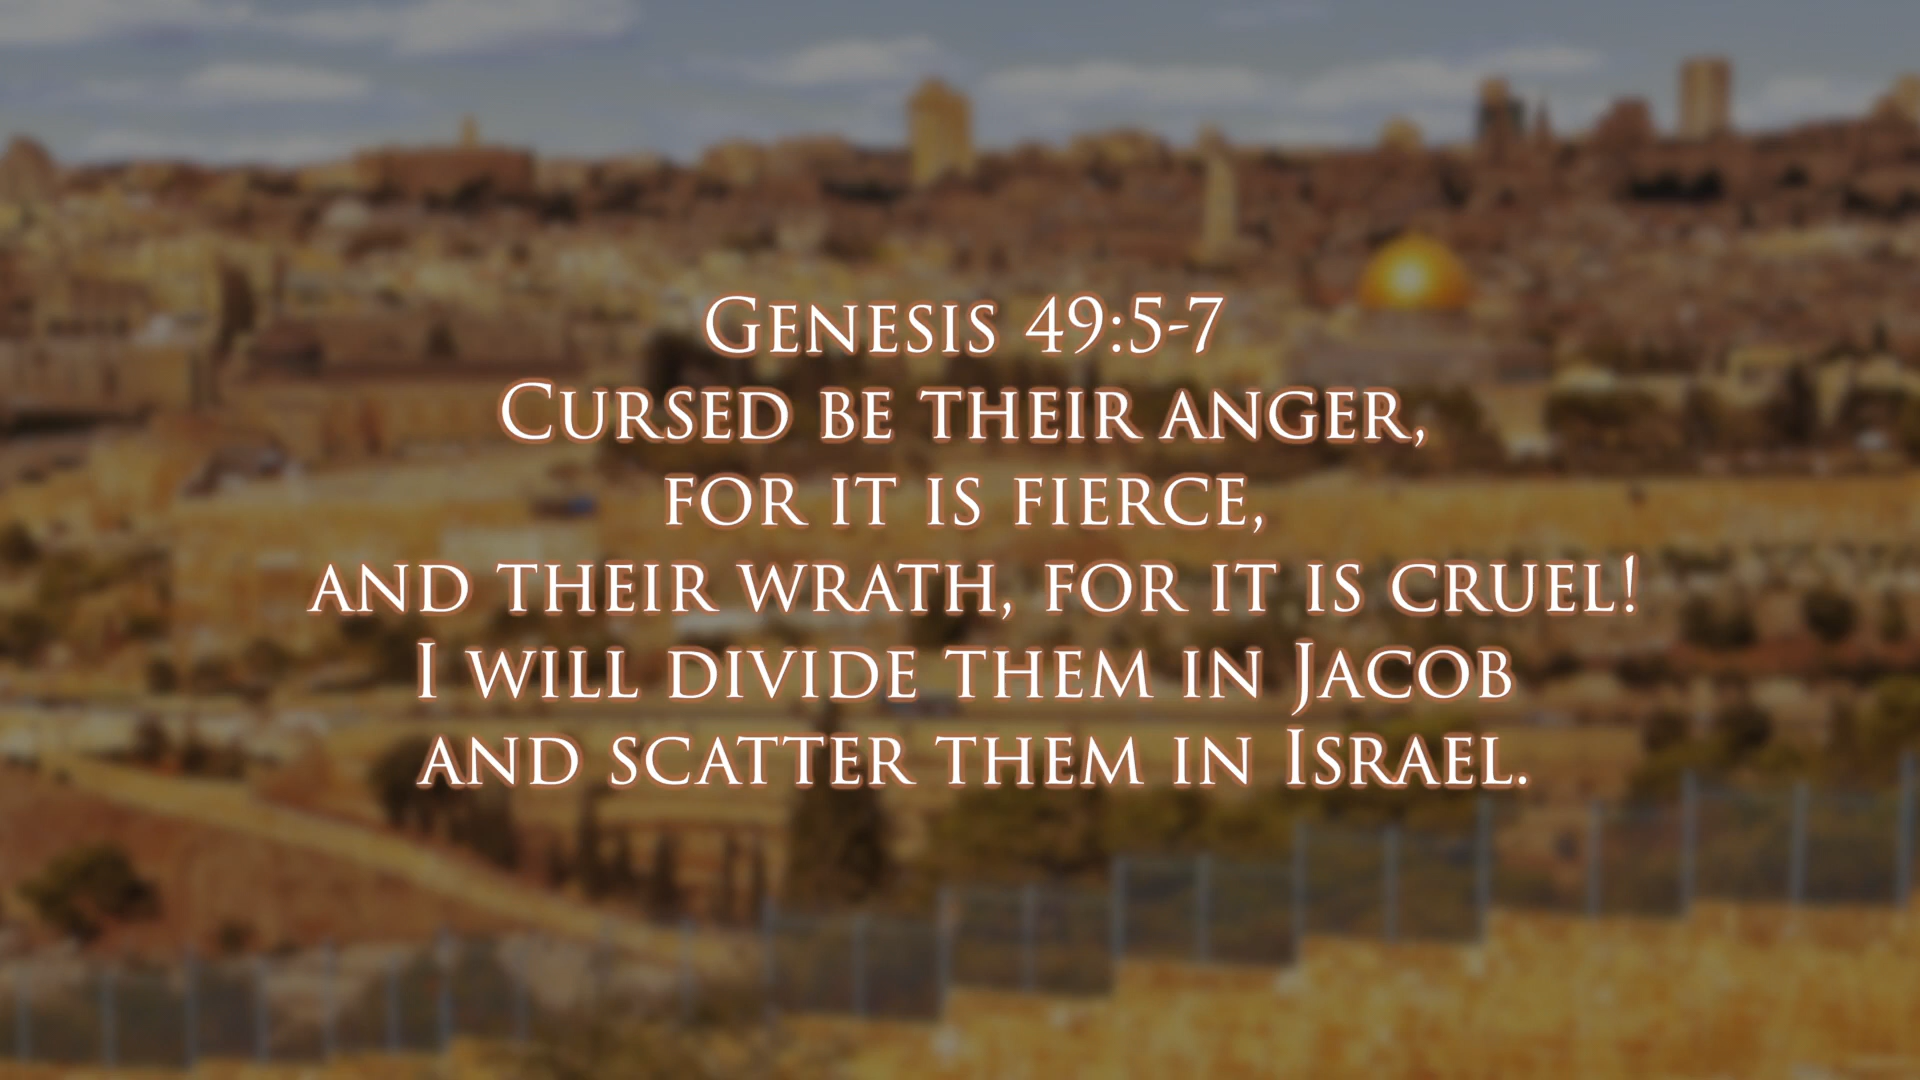 Genesis 49:5-7
Cursed be their anger,
for it is fierce,
and their wrath, for it is cruel!
I will divide them in Jacob
and scatter them in Israel.